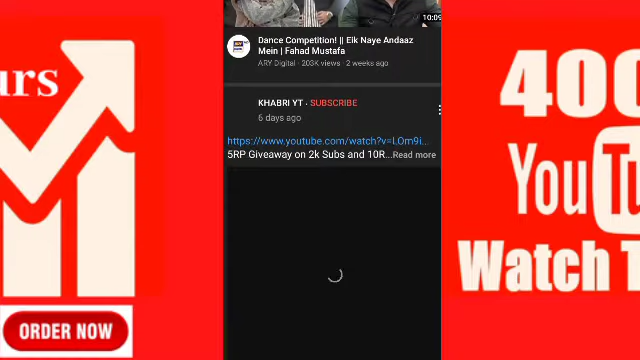 urs
ORDER NOW
10:09
Dance Competition! || Eik Naye Andaaz
Mein | Fahad Mustafa
ARY Digital · 203K views · 2 weeks ago
KHABRI YT · SUBSCRIBE
6 days ago
https://www.youtube.com/watch?v=LOm9i...
5RP Giveaway on 2k Subs and 10R...Read more
400
YouTu
Watch T